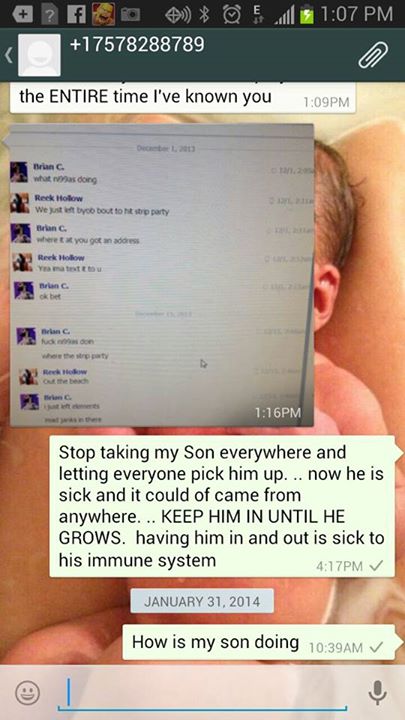 1:07 PM
+17578288789
the ENTIRE time I've known you
1:09PM
December 1, 2013
Brian C.
what ni99as doing
Reek Hollow
We just left byob bout to hit strip party
Brian C.
where it at you got an address
Reek Hollow
Yea ima text it to u
Brian C.
ok bet
Brian C.
fuck ni99as doin
where the strip party
Reek Hollow
Out the beach
Brian C.
I just left elements
mad janks in there
1:16PM
Stop taking my Son everywhere and
letting everyone pick him up. .. now he is
sick and it could of came from
anywhere. .. KEEP HIM IN UNTIL HE
GROWS.  having him in and out is sick to
his immune system
4:17PM
JANUARY 31, 2014
How is my son doing
10:39AM